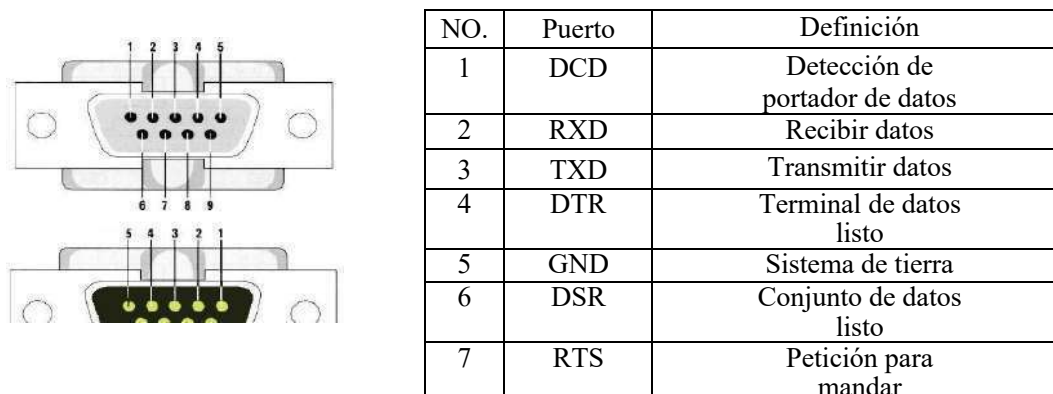 1 2 3 4 5
6 7 8 9
5 4 3 2 1
NO. Puerto Definición
1 DCD Detección de
portador de datos
2 RXD Recibir datos
3 TXD Transmitir datos
4 DTR Terminal de datos
listo
5 GND Sistema de tierra
6 DSR Conjunto de datos
listo
7 RTS Petición para
mandar